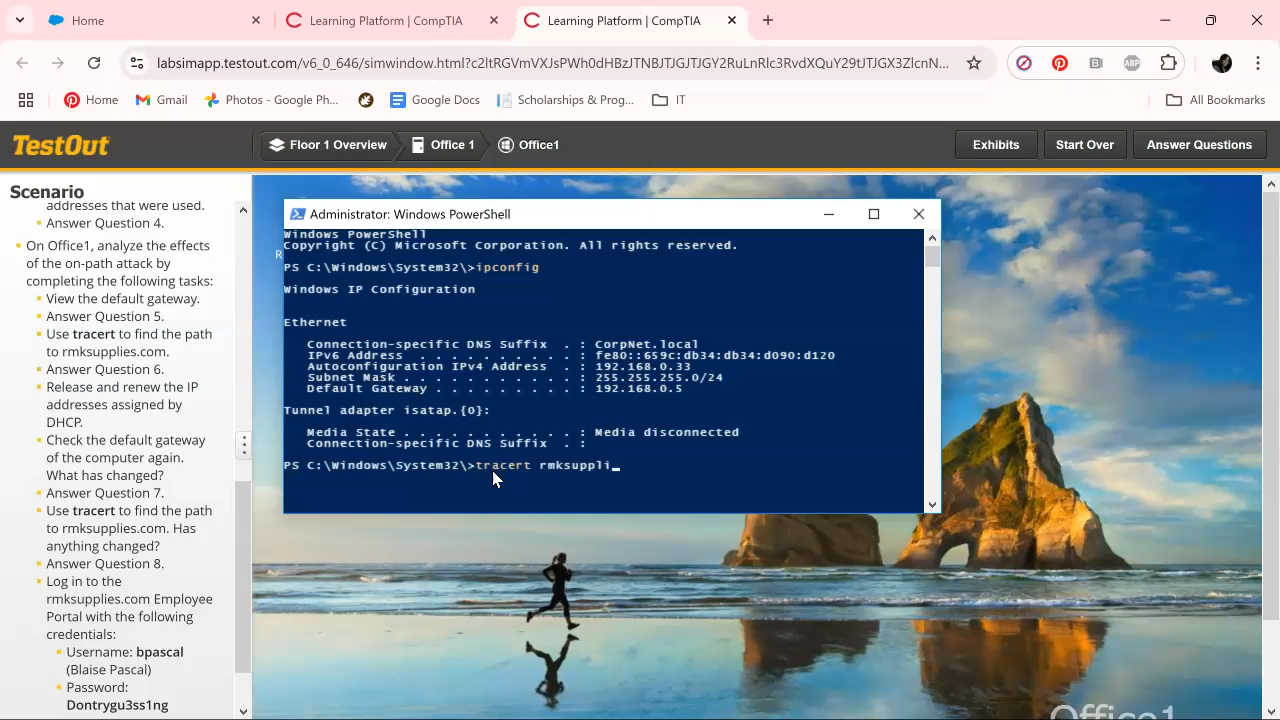 Home
Learning Platform | CompTIA
Learning Platform | CompTIA
labsimapp.testout.com/v6_0_646/simwindow.html?c2ltRGVmVXJsPWh0dHBzJTNBJTJGJTJGY2RuLnRlc3RvdXQuY29tJTJGX3ZlcnN...
ABP
Home
Gmail
Photos - Google Ph...
Google Docs
Scholarships & Prog...
IT
All Bookmarks
TestOut
Floor 1 Overview
Office 1
Office1
Exhibits
Start Over
Answer Questions
Scenario
addresses that were used.
Answer Question 4.
On Office1, analyze the effects
of the on-path attack by
completing the following tasks:
View the default gateway.
Answer Question 5.
Use tracert to find the path
to rmksupplies.com.
Answer Question 6.
Release and renew the IP
addresses assigned by
DHCP.
Check the default gateway
of the computer again.
What has changed?
Answer Question 7.
Use tracert to find the path
to rmksupplies.com. Has
anything changed?
Answer Question 8.
Log in to the
rmksupplies.com Employee
Portal with the following
credentials:
Username: bpascal
(Blaise Pascal)
Password:
Dontrygu3ss1ng
R
Administrator: Windows PowerShell
Windows PowerShell
Copyright (C) Microsoft Corporation. All rights reserved.
PS C:\Windows\System32\>ipconfig
Windows IP Configuration
Ethernet
Connection-specific DNS Suffix . : CorpNet.local
IPv6 Address . . . . . . . . . . : fe80::659c:db34:db34:d090:d120
Autoconfiguration IPv4 Address . : 192.168.0.33
Subnet Mask . . . . . . . . . . . : 255.255.255.0/24
Default Gateway . . . . . . . . . : 192.168.0.5
Tunnel adapter isatap.{0}:
Media State . . . . . . . . . . . : Media disconnected
Connection-specific DNS Suffix . :
PS C:\Windows\System32\>tracert rmksuppli_
Office1